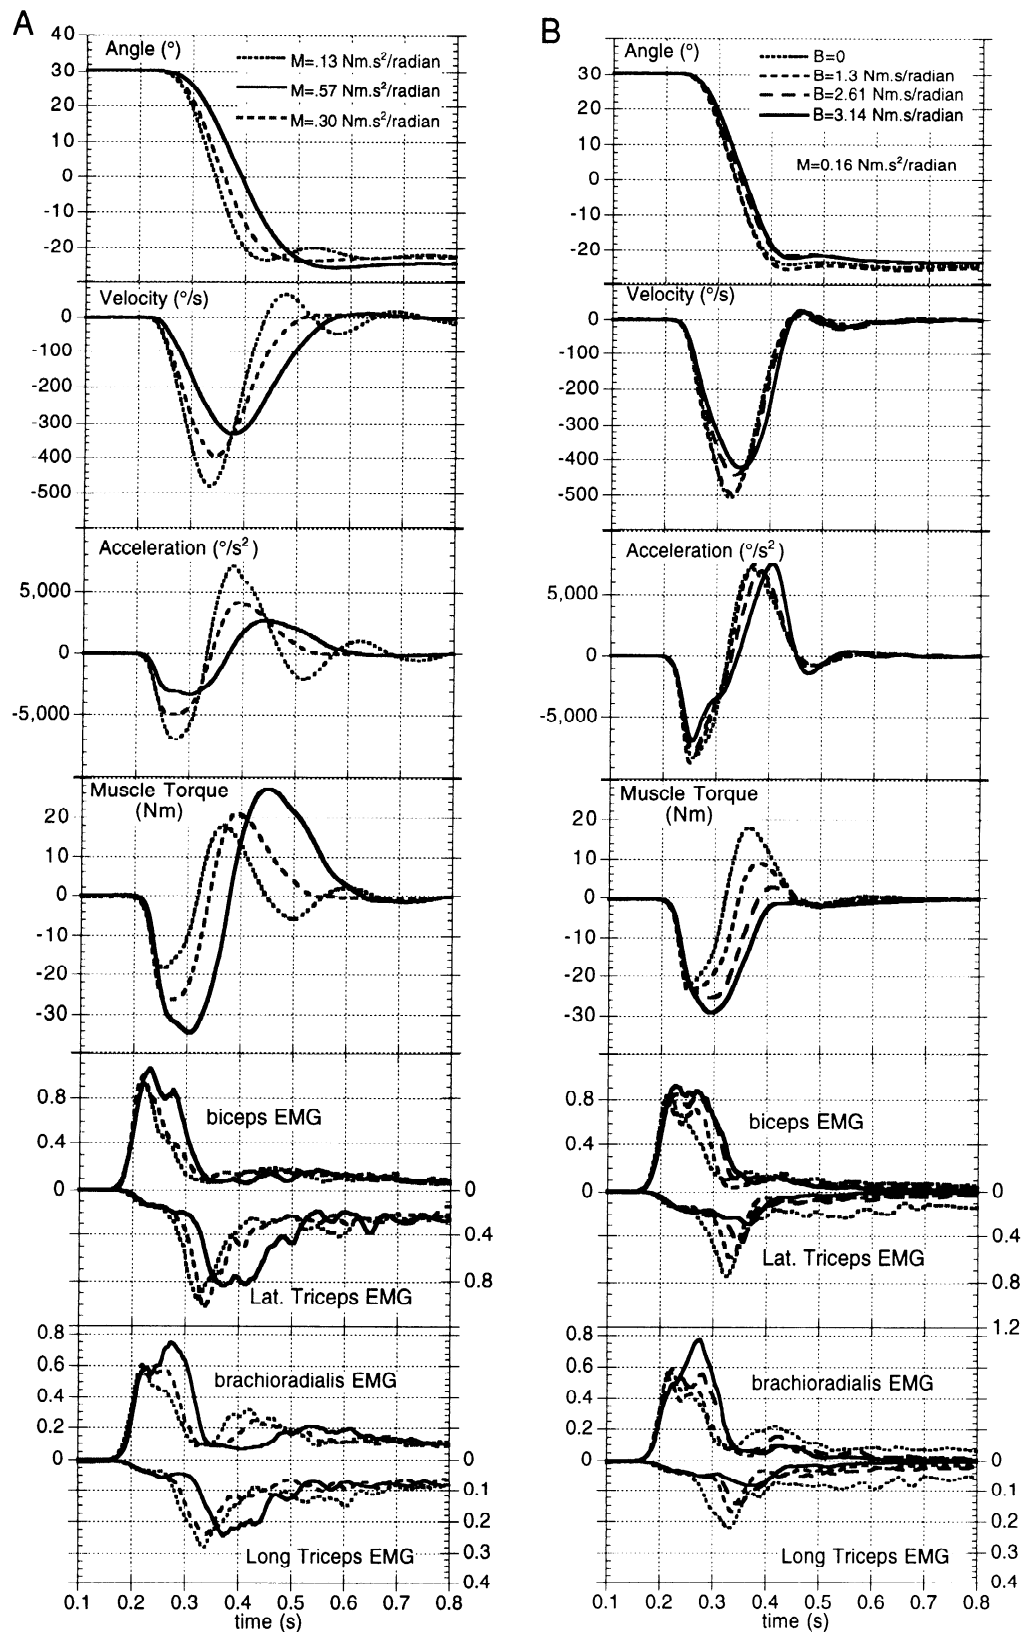 A
40
Angle (°)
30
20
10
0
-10
-20
M=.13 Nm.s²/radian
M=.57 Nm.s²/radian
M=.30 Nm.s²/radian
Velocity (°/s)
0
-100
-200
-300
-400
-500
Acceleration (°/s²)
5,000
0
-5,000
Muscle Torque
(Nm)
20
10
0
-10
-20
-30
0.8
0.4
0
biceps EMG
0
0.4
0.8
Lat. Triceps EMG
0.8
0.6
0.4
0.2
0
brachioradialis EMG
0
0.1
0.2
0.3
0.4
Long Triceps EMG
0.1 0.2 0.3 0.4 0.5 0.6 0.7 0.8
time (s)
B
40
Angle (°)
30
20
10
0
-10
-20
B=0
B=1.3 Nm.s/radian
B=2.61 Nm.s/radian
B=3.14 Nm.s/radian
M=0.16 Nm.s²/radian
Velocity (°/s)
0
-100
-200
-300
-400
-500
Acceleration (°/s²)
5,000
0
-5,000
Muscle Torque
(Nm)
20
10
0
-10
-20
-30
0.8
0.4
0
biceps EMG
0
0.4
0.8
1.2
Lat. Triceps EMG
0.8
0.6
0.4
0.2
0
brachioradialis EMG
0
0.1
0.2
0.3
0.4
Long Triceps EMG
0.1 0.2 0.3 0.4 0.5 0.6 0.7 0.8
time (s)